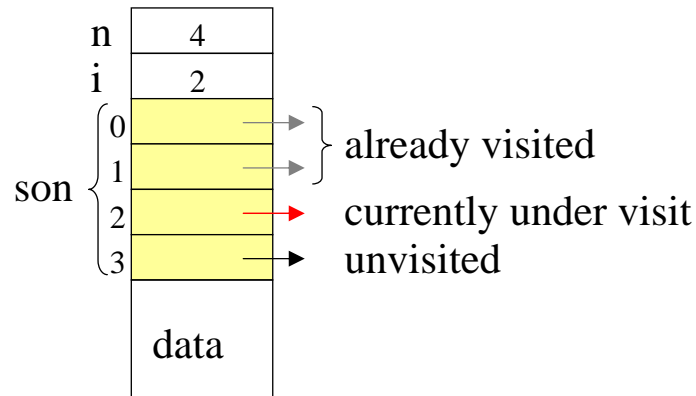 n 4
i 2
0
1
already visited
son
2 currently under visit
3 unvisited
data